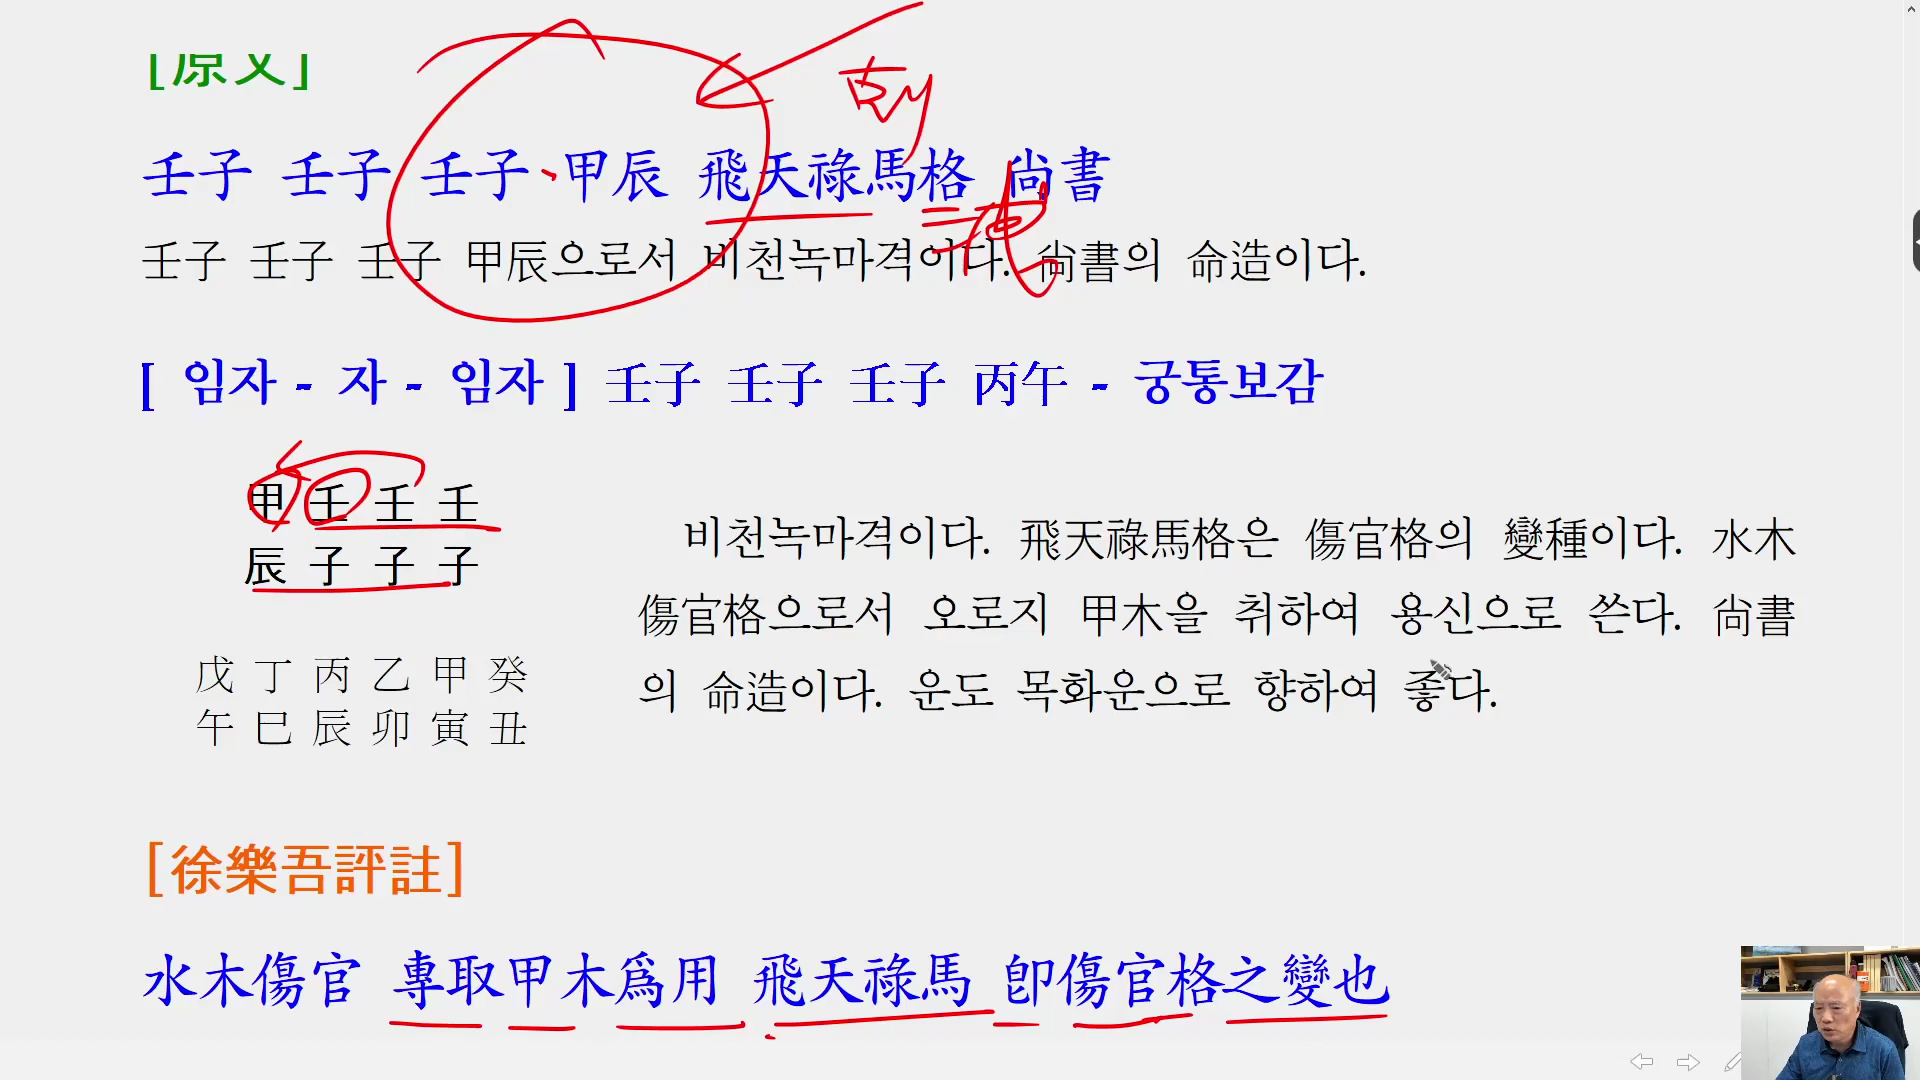 [原文]
壬子 壬子 壬子 甲辰 飛天祿馬格 尙書
壬子 壬子 壬子 甲辰으로서 비천녹마격이다. 尙書의 命造이다.
[ 임자 - 자 - 임자 ] 壬子 壬子 壬子 丙午 - 궁통보감
甲 壬 壬 壬
辰 子 子 子
戊 丁 丙 乙 甲 癸
午 巳 辰 卯 寅 丑
비천녹마격이다. 飛天祿馬格은 傷官格의 變種이다. 水木
傷官格으로서 오로지 甲木을 취하여 용신으로 쓴다. 尙書
의 命造이다. 운도 목화운으로 향하여 좋다.
[徐樂吾評註]
水木傷官 專取甲木爲用 飛天祿馬 卽傷官格之變也